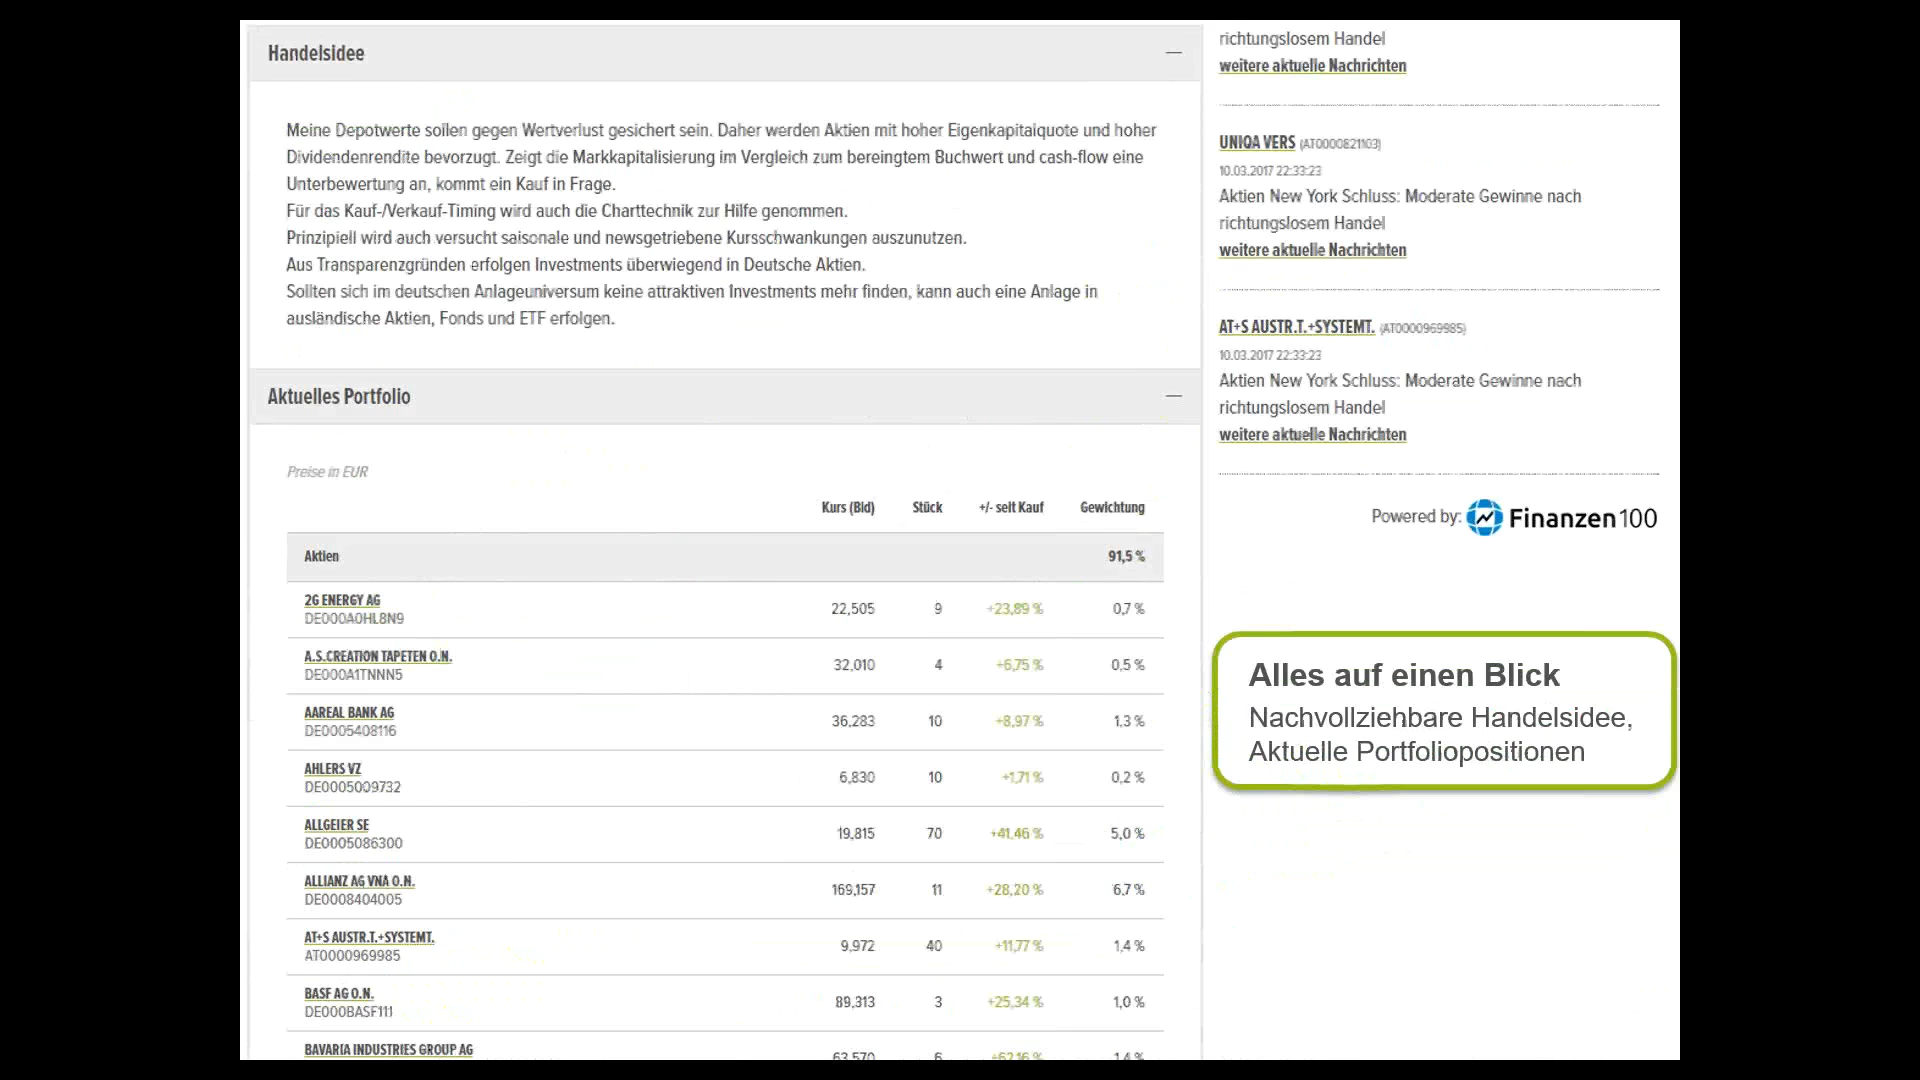 Handelsidee
Meine Depotwerte sollen gegen Wertverlust gesichert sein. Daher werden Aktien mit hoher Eigenkapitalquote und hoher
Dividendenrendite bevorzugt. Zeigt die Markkapitalisierung im Vergleich zum bereingtem Buchwert und cash-flow eine
Unterbewertung an, kommt ein Kauf in Frage.
Für das Kauf-/Verkauf-Timing wird auch die Charttechnik zur Hilfe genommen.
Prinzipiell wird auch versucht saisonale und newsgetriebene Kursschwankungen auszunutzen.
Aus Transparenzgründen erfolgen Investments überwiegend in Deutsche Aktien.
Sollten sich im deutschen Anlageuniversum keine attraktiven Investments mehr finden, kann auch eine Anlage in
ausländische Aktien, Fonds und ETF erfolgen.
Aktuelles Portfolio
Preise in EUR
Kurs (Bid) Stück +/- seit Kauf Gewichtung
Aktien 91,5 %
2G ENERGY AG 22,505 9 +23,89 % 0,7 %
DE000A0HL8N9
A.S.CREATION TAPETEN O.N. 32,010 4 +6,75 % 0,5 %
DE000A1TNNN5
AAREAL BANK AG 36,283 10 +8,97 % 1,3 %
DE0005408116
AHLERS VZ 6,830 10 +1,71 % 0,2 %
DE0005009732
ALLGEIER SE 19,815 70 +41,46 % 5,0 %
DE0005086300
ALLIANZ AG VNA O.N. 169,157 11 +28,20 % 6,7 %
DE0008404005
AT+S AUSTR.T.+SYSTEMT. 9,972 40 +11,77 % 1,4 %
AT0000969985
BASF AG O.N. 89,313 3 +25,34 % 1,0 %
DE000BASF111
BAVARIA INDUSTRIES GROUP AG 63,570 6 +62,16 % 1,4 %
richtungslosem Handel
weitere aktuelle Nachrichten
UNIQA VERS (AT0000821103)
10.03.2017 22:33:23
Aktien New York Schluss: Moderate Gewinne nach
richtungslosem Handel
weitere aktuelle Nachrichten
AT+S AUSTR.T.+SYSTEMT. (AT0000969985)
10.03.2017 22:33:23
Aktien New York Schluss: Moderate Gewinne nach
richtungslosem Handel
weitere aktuelle Nachrichten
Powered by: Finanzen100
Alles auf einen Blick
Nachvollziehbare Handelsidee,
Aktuelle Portfoliopositionen